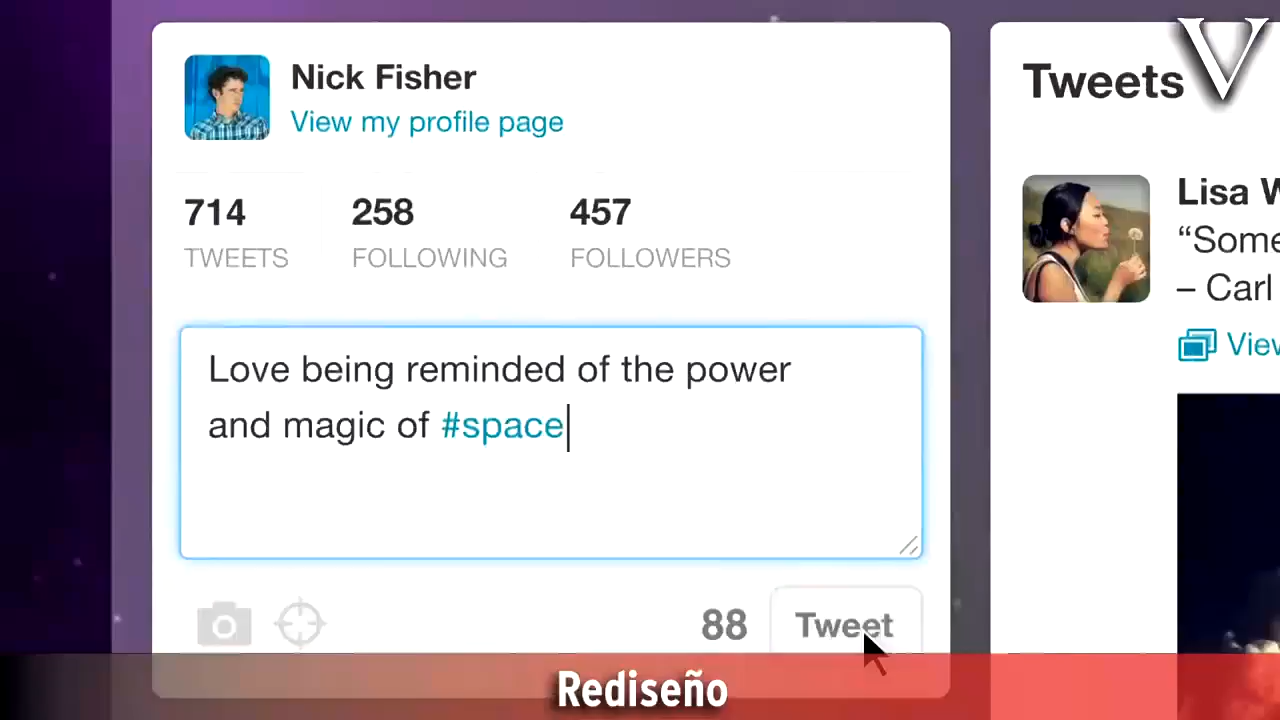 Nick Fisher
View my profile page
714 258 457
TWEETS FOLLOWING FOLLOWERS
Love being reminded of the power
and magic of #space
88 Tweet
Tweets
V
Lisa W
“Some
– Carl
View
Rediseño